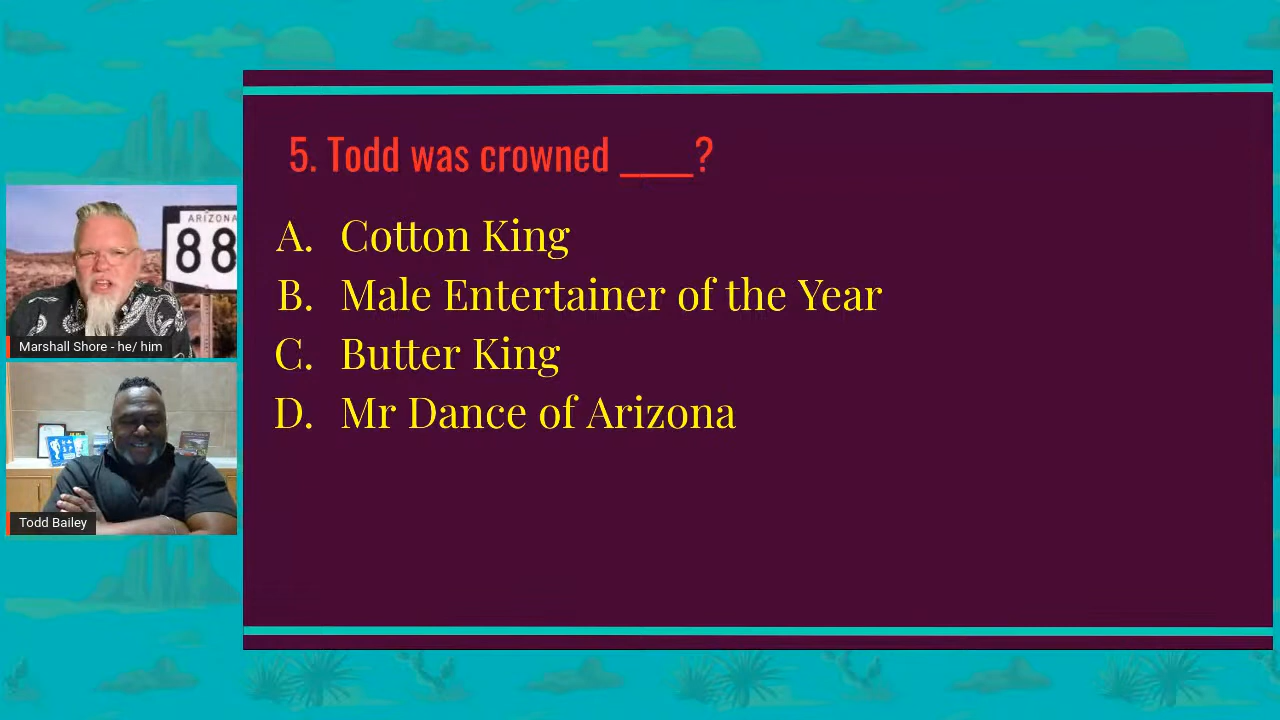 5. Todd was crowned ____?
A. Cotton King
B. Male Entertainer of the Year
C. Butter King
D. Mr Dance of Arizona
ARIZONA
88
Marshall Shore - he/ him
Todd Bailey